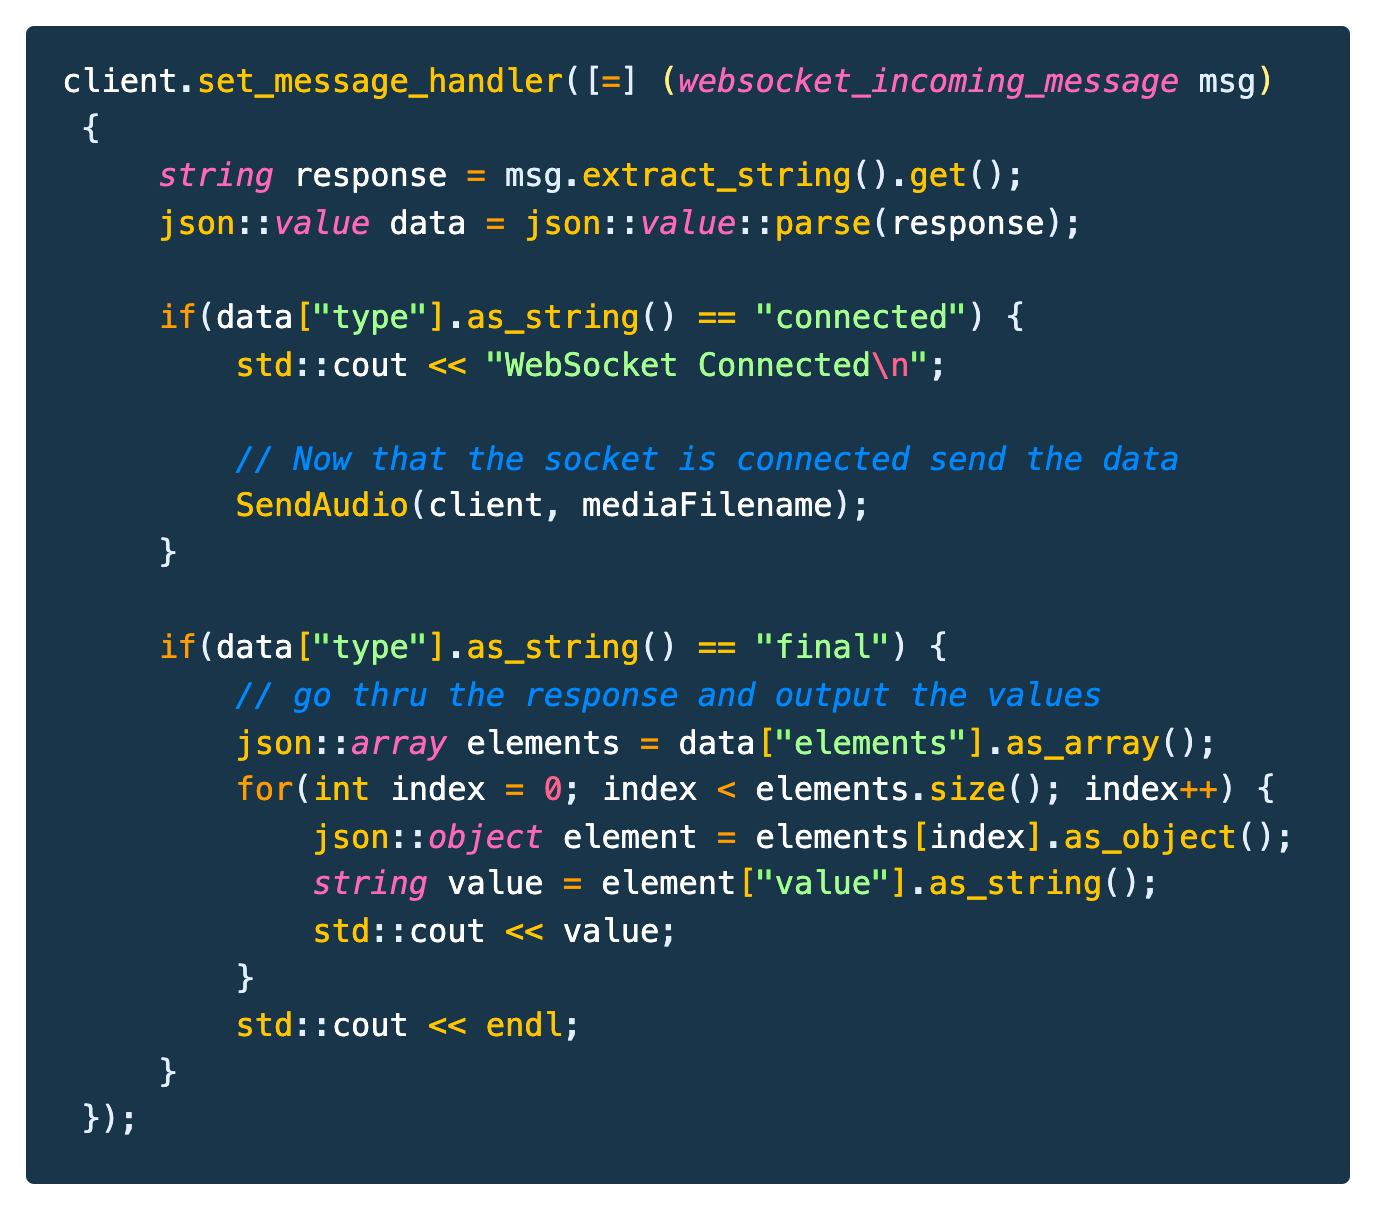 client.set_message_handler([=] (websocket_incoming_message msg)
 {
     string response = msg.extract_string().get();
     json::value data = json::value::parse(response);

     if(data["type"].as_string() == "connected") {
         std::cout << "WebSocket Connected\n";

         // Now that the socket is connected send the data
         SendAudio(client, mediaFilename);
     }

     if(data["type"].as_string() == "final") {
         // go thru the response and output the values
         json::array elements = data["elements"].as_array();
         for(int index = 0; index < elements.size(); index++) {
             json::object element = elements[index].as_object();
             string value = element["value"].as_string();
             std::cout << value;
         }
         std::cout << endl;
     }
 });